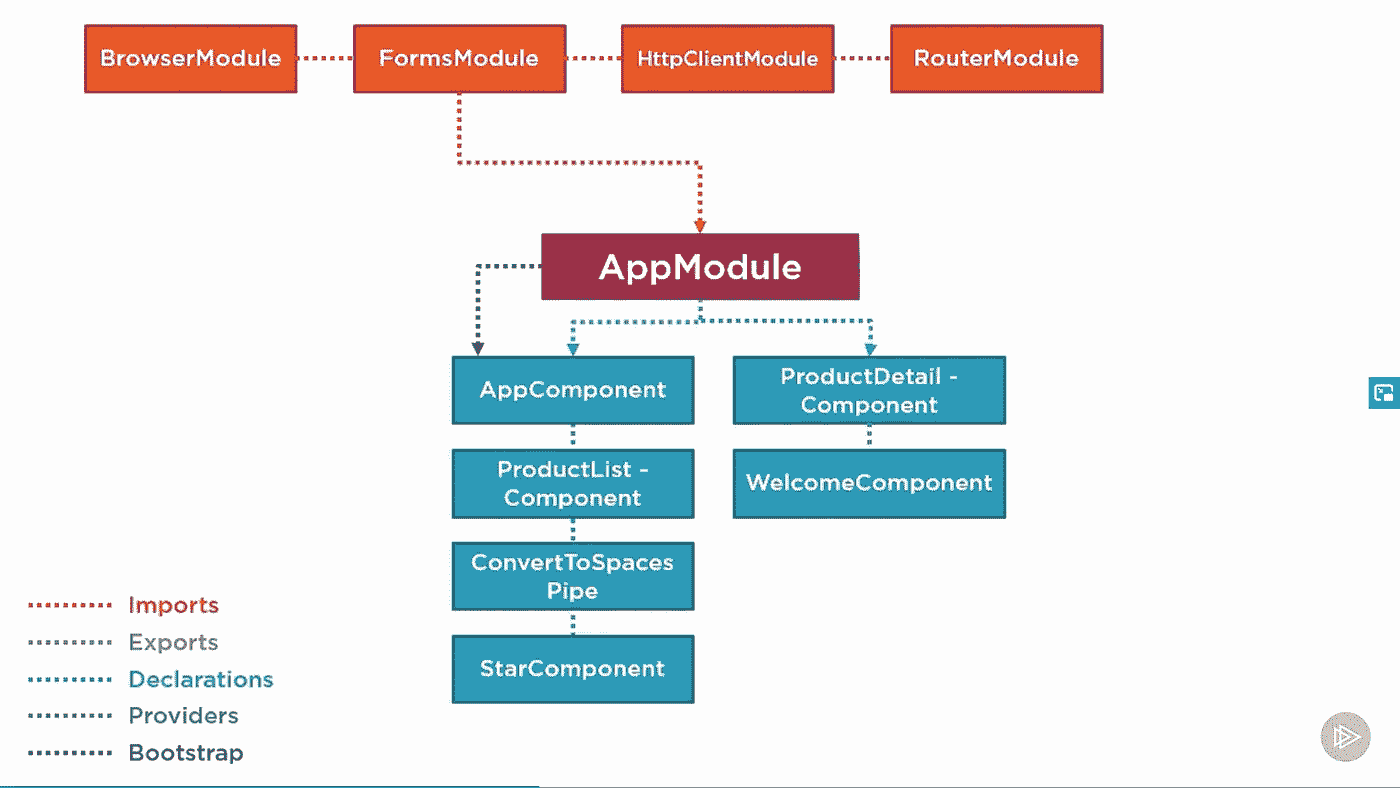 BrowserModule
FormsModule
HttpClientModule
RouterModule
AppModule
AppComponent
ProductDetail -
Component
ProductList -
Component
WelcomeComponent
ConvertToSpaces
Pipe
StarComponent
Imports
Exports
Declarations
Providers
Bootstrap